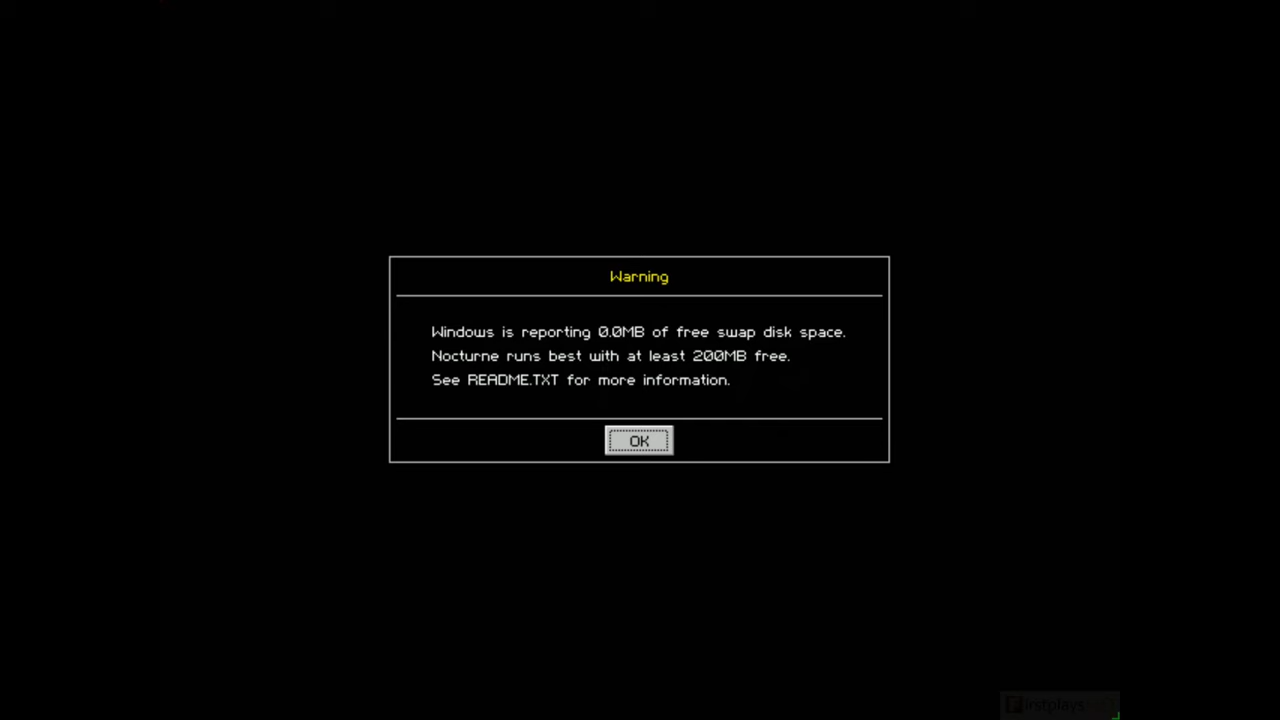 Warning
Windows is reporting 0.0MB of free swap disk space.
Nocturne runs best with at least 200MB free.
See README.TXT for more information.
OK